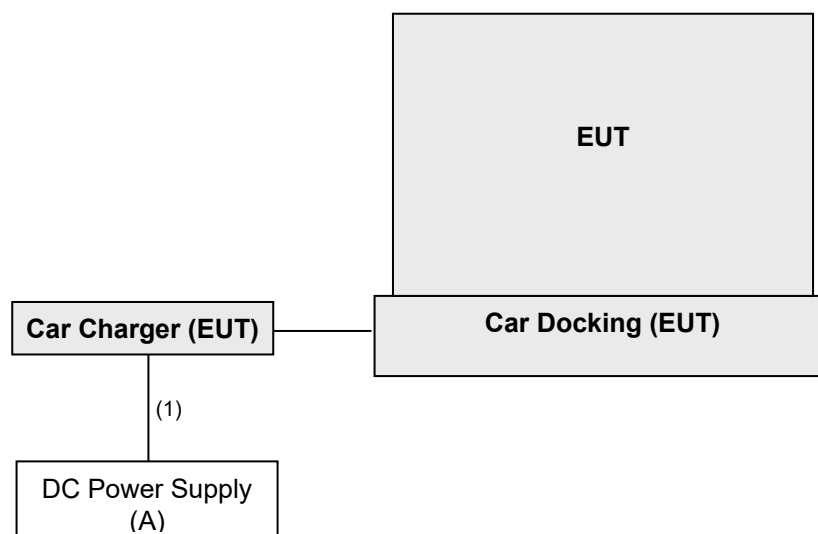 EUT
Car Docking (EUT)
Car Charger (EUT)
(1)
DC Power Supply
(A)